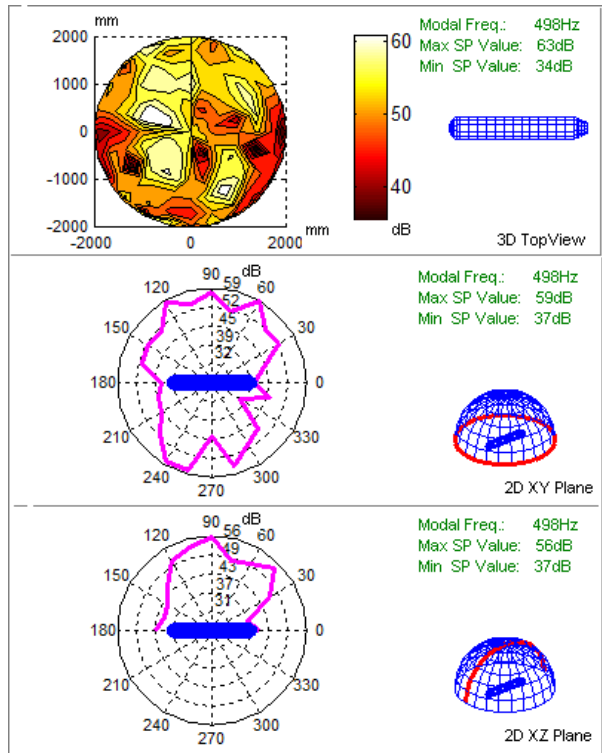 mm
2000
1000
0
-1000
-2000
-2000
0
2000
mm
60
50
40
dB
Modal Freq.: 498Hz
Max SP Value: 63dB
Min SP Value: 34dB
3D TopView
90
dB
120
59
60
52
150
45
30
39
32
180
0
210
330
240
300
270
Modal Freq.: 498Hz
Max SP Value: 59dB
Min SP Value: 37dB
2D XY Plane
90
dB
120
56
60
49
150
43
30
37
31
180
0
210
330
240
300
270
Modal Freq.: 498Hz
Max SP Value: 56dB
Min SP Value: 37dB
2D XZ Plane